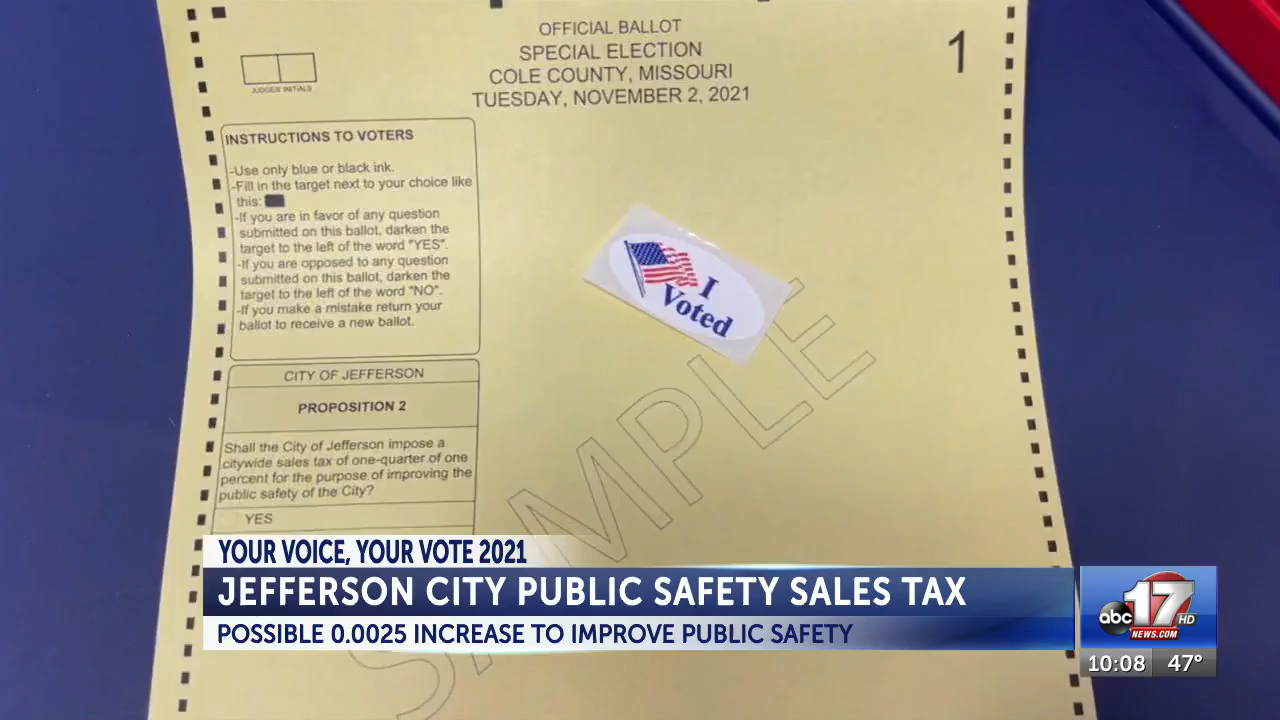 OFFICIAL BALLOT
SPECIAL ELECTION
COLE COUNTY, MISSOURI
TUESDAY, NOVEMBER 2, 2021
1
JUDGES' INITIALS
INSTRUCTIONS TO VOTERS
-Use only blue or black ink.
-Fill in the target next to your choice like
this:
-If you are in favor of any question
submitted on this ballot, darken the
target to the left of the word "YES".
-If you are opposed to any question
submitted on this ballot, darken the
target to the left of the word "NO".
-If you make a mistake return your
ballot to receive a new ballot.
CITY OF JEFFERSON
PROPOSITION 2
Shall the City of Jefferson impose a
citywide sales tax of one-quarter of one
percent for the purpose of improving the
public safety of the City?
YES
I
Voted
SAMPLE
YOUR VOICE, YOUR VOTE 2021
JEFFERSON CITY PUBLIC SAFETY SALES TAX
POSSIBLE 0.0025 INCREASE TO IMPROVE PUBLIC SAFETY
abc 17 HD
NEWS.COM
10:08 47°